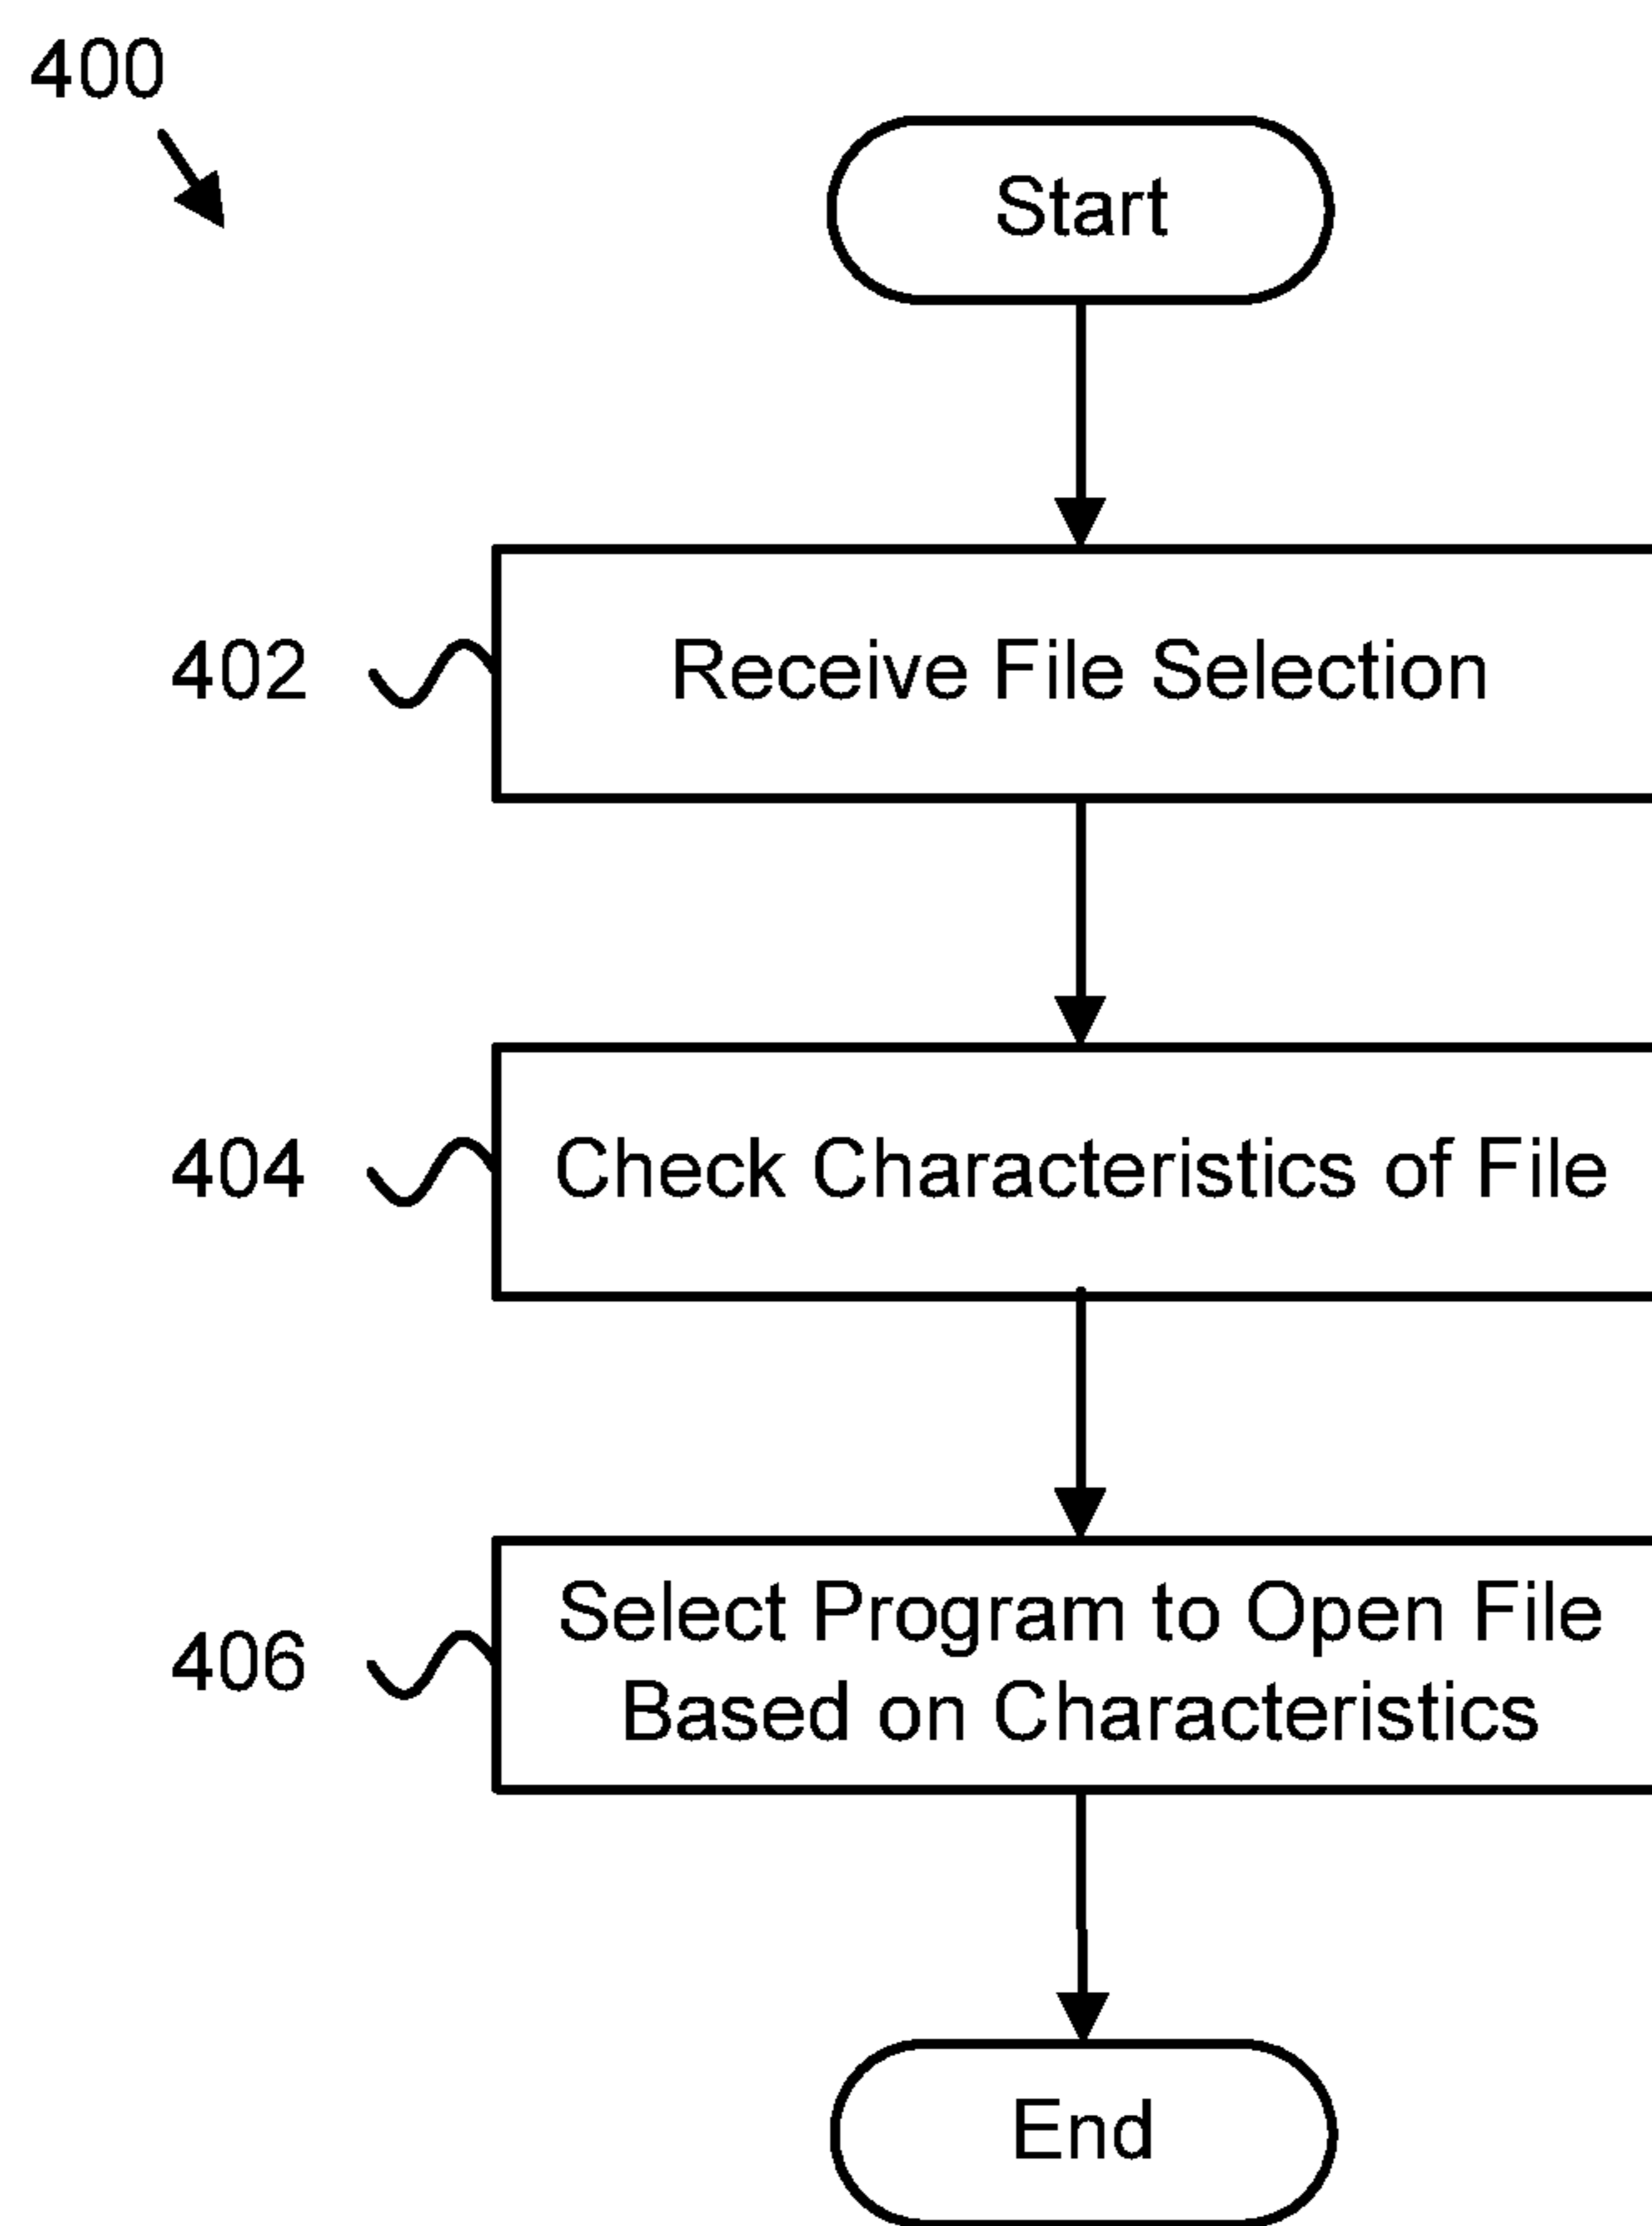 400
Start
402
Receive File Selection
404
Check Characteristics of File
406
Select Program to Open File
Based on Characteristics
End